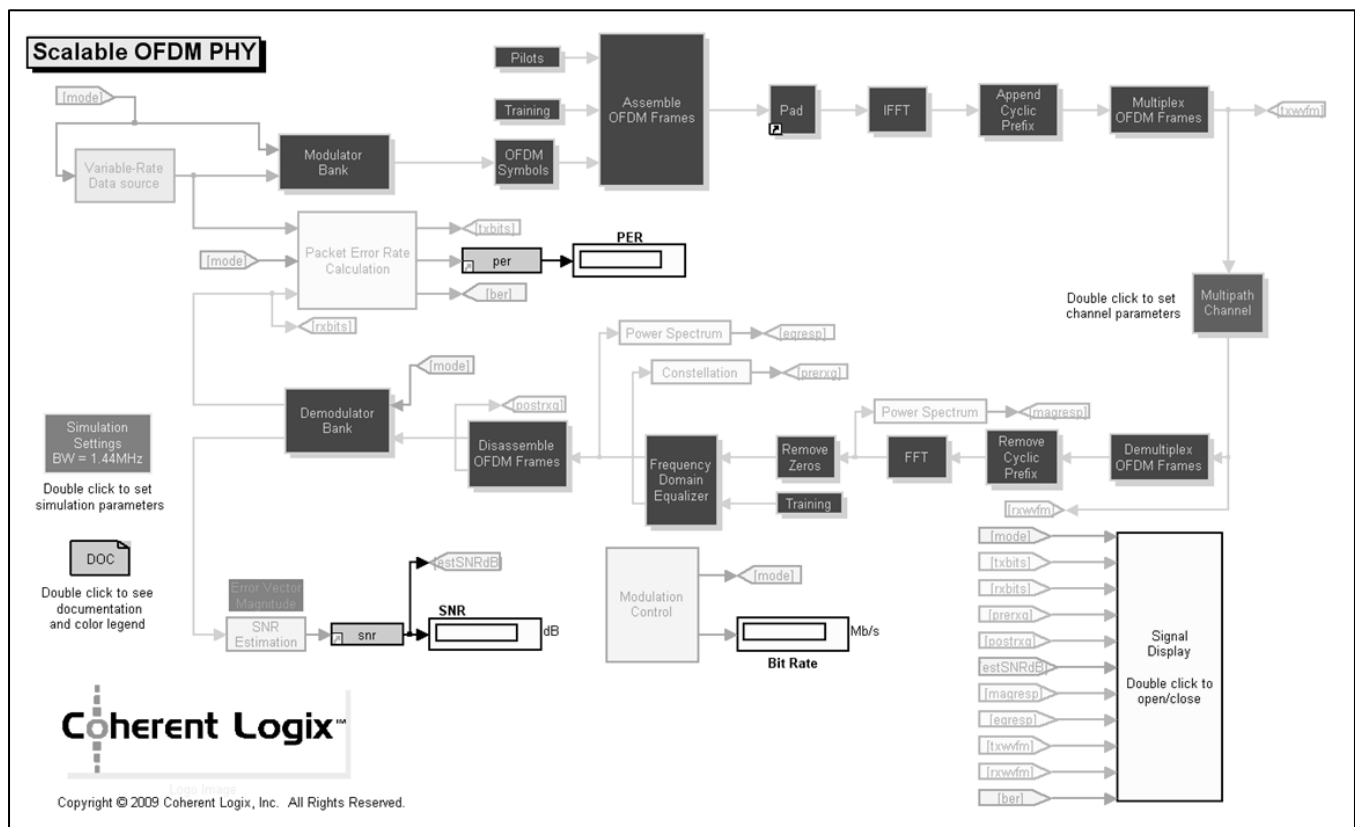 Scalable OFDM PHY
[mode]
Variable-Rate
Data source
Modulator
Bank
Pilots
Training
OFDM
Symbols
Assemble
OFDM Frames
Pad
IFFT
Append
Cyclic
Prefix
Multiplex
OFDM Frames
[txwvfm]
[mode]
Packet Error Rate
Calculation
[txbits]
per
PER
[ber]
[rxbits]
Double click to set
channel parameters
Multipath
Channel
Power Spectrum
[eqresp]
Constellation
[prerxq]
[mode]
Demodulator
Bank
[postrxq]
Disassemble
OFDM Frames
Frequency
Domain
Equalizer
Remove
Zeros
Training
Power Spectrum
[magresp]
FFT
Remove
Cyclic
Prefix
Demultiplex
OFDM Frames
[rxwvfm]
Simulation
Settings
BW = 1.44MHz
Double click to set
simulation parameters
DOC
Double click to see
documentation
and color legend
Error Vector
Magnitude
SNR
Estimation
snr
[estSNRdB]
SNR
dB
Modulation
Control
[mode]
Mb/s
Bit Rate
[mode]
[txbits]
[rxbits]
[prerxq]
[postrxq]
[estSNRdB]
[magresp]
[eqresp]
[txwvfm]
[rxwvfm]
[ber]
Signal
Display
Double click to
open/close
Coherent Logix™
Logo Image
Copyright © 2009 Coherent Logix, Inc. All Rights Reserved.